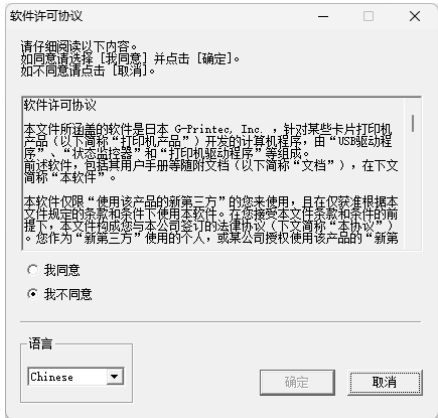 软件许可协议
请仔细阅读以下内容。
如同意请选择 [我同意] 并点击 [确定]。
如不同意请点击 [取消]。
软件许可协议
本文件所涵盖的软件是日本 G-Printec, Inc. ，针对某些卡片打印机
产品（以下简称“打印机产品”）开发的计算机程序，由“USB驱动程
序”、“状态监控器”和“打印机驱动程序”等组成。
前述软件，包括其用户手册等随附文档（以下简称“文档”），在下文
简称“本软件”。
本软件仅限“使用该产品的新第三方”的您来使用，且在仅获准根据本
文件规定的条款和条件下使用本软件。在您接受本文件条款和条件的前
提下，本文件构成您与本公司签订的法律协议（下文简称“本协议”）
。您作为“新第三方”使用的个人，或某公司授权使用该产品的“新第
我同意
我不同意
语言
Chinese
确定
取消